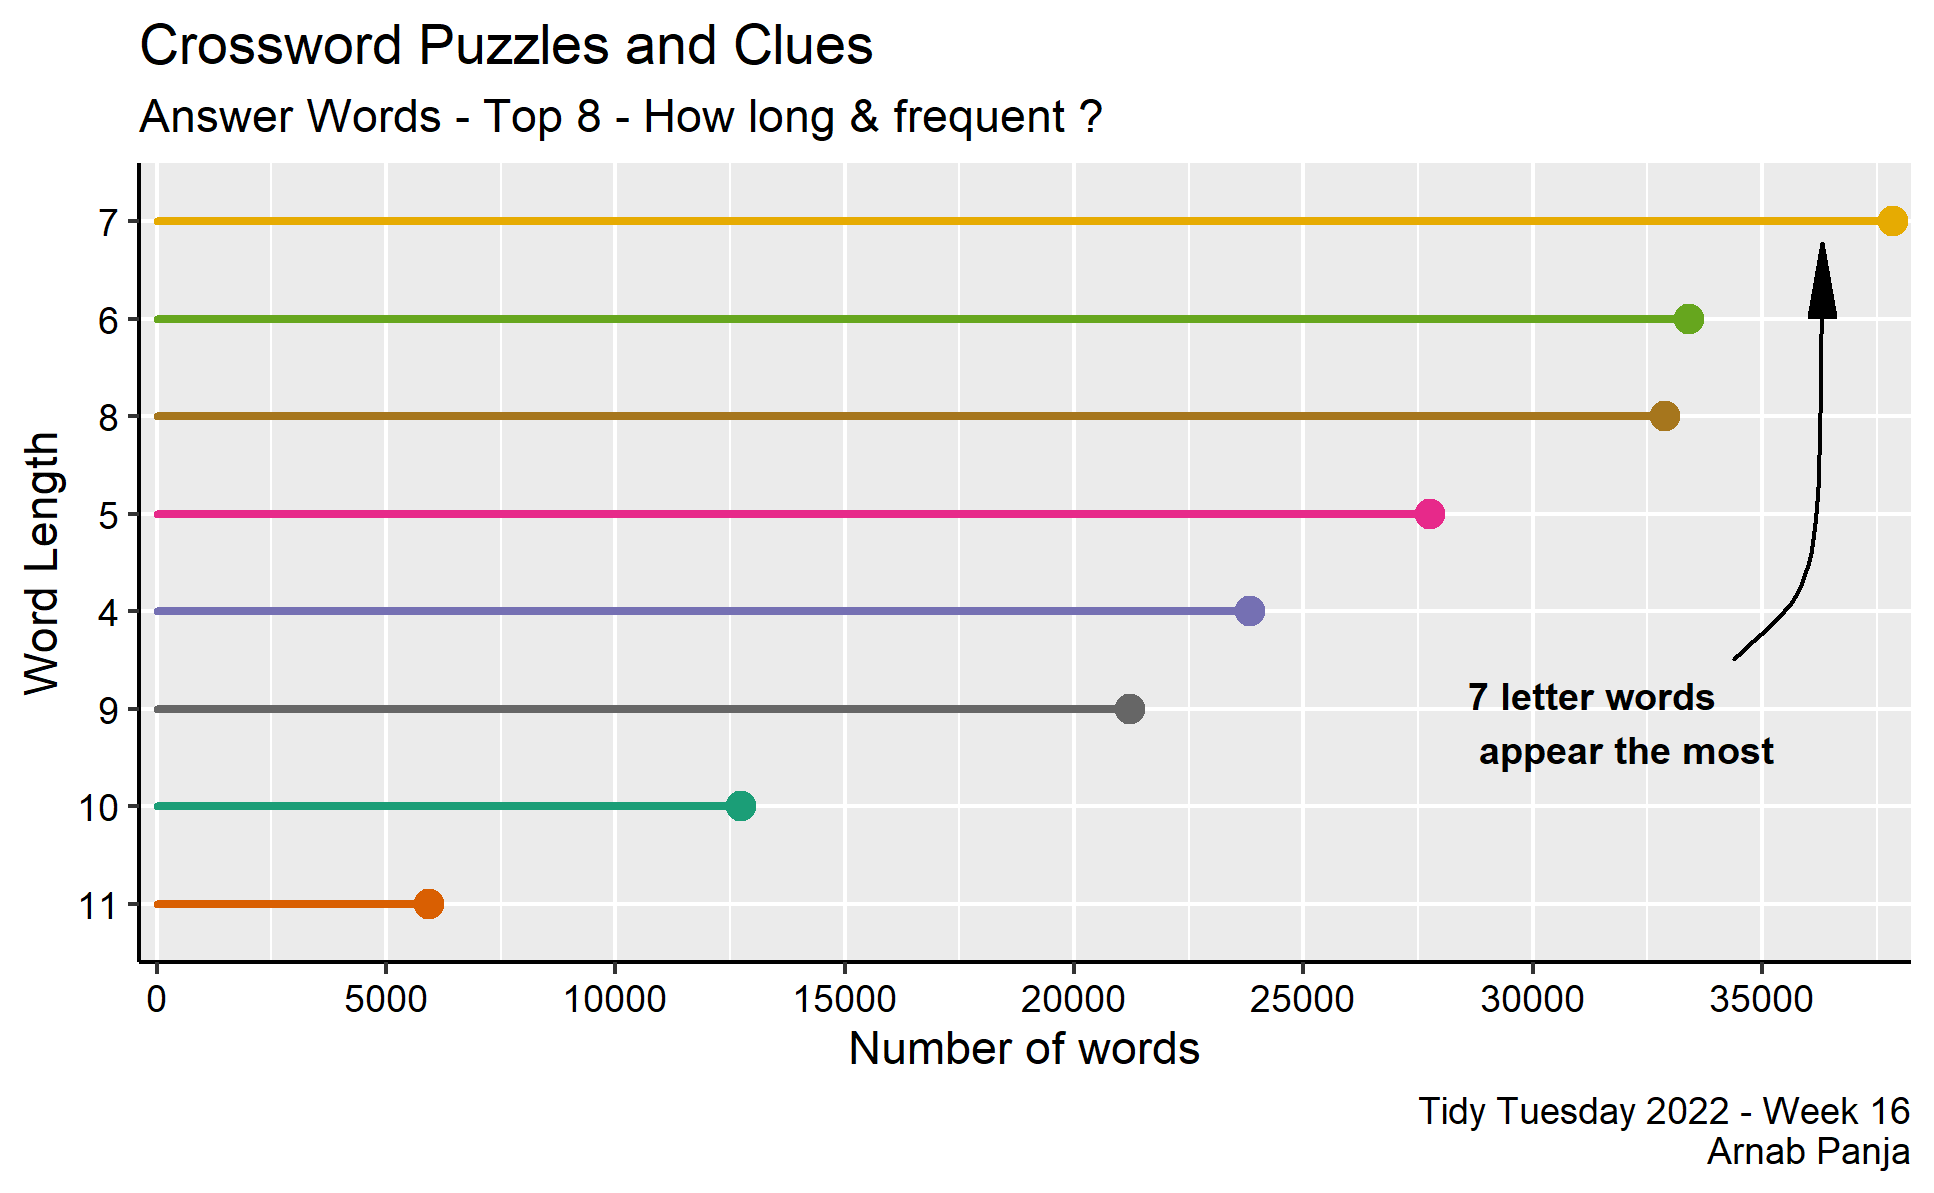 Crossword Puzzles and Clues
Answer Words - Top 8 - How long & frequent ?
Word Length
7
6
8
5
4
9
10
11
7 letter words
appear the most
0 5000 10000 15000 20000 25000 30000 35000
Number of words
Tidy Tuesday 2022 - Week 16
Arnab Panja